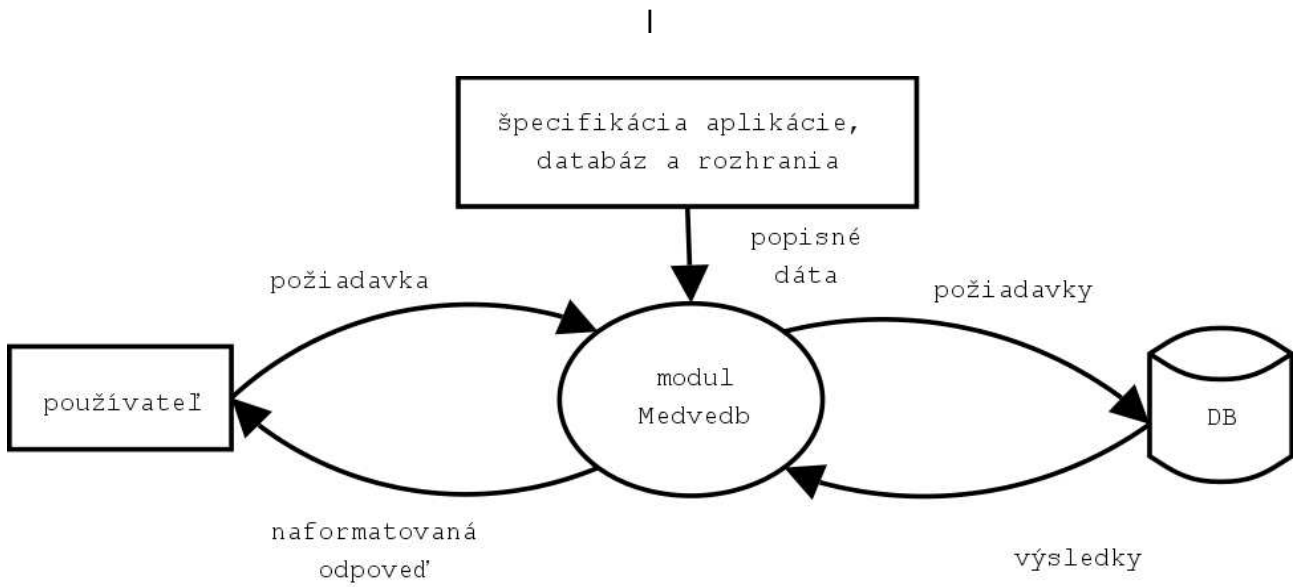 špecifikácia aplikácie,
databáz a rozhrania
popisné
dáta
požiadavka
požiadavky
používateľ
modul
Medvedb
DB
naformatovaná
odpoveď
výsledky